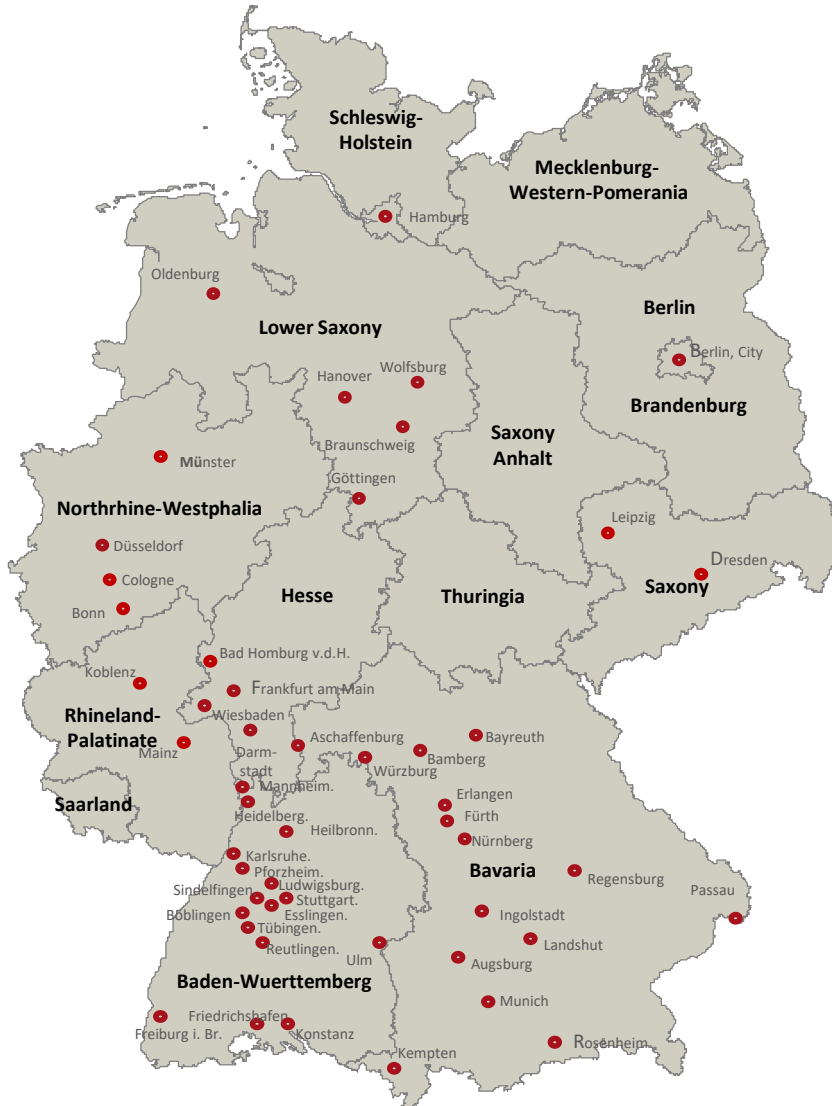 Schleswig-
Holstein
Mecklenburg-
Western-Pomerania
Hamburg
Oldenburg
Berlin
Lower Saxony
Berlin, City
Wolfsburg
Hanover
Brandenburg
Saxony
Anhalt
Braunschweig
Münster
Göttingen
Northrhine-Westphalia
Leipzig
Düsseldorf
Dresden
Cologne
Hesse
Thuringia
Saxony
Bonn
Bad Homburg v.d.H.
Koblenz
Frankfurt am Main
Rhineland-
Palatinate
Wiesbaden
Mainz
Darm-
stadt
Aschaffenburg
Würzburg
Bamberg
Bayreuth
Saarland
Mannheim.
Heidelberg.
Erlangen
Fürth
Heilbronn.
Nürnberg
Karlsruhe.
Pforzheim.
Bavaria
Regensburg
Ludwigsburg.
Sindelfingen
Stuttgart.
Passau
Böblingen
Esslingen.
Ingolstadt
Tübingen.
Reutlingen.
Ulm
Landshut
Augsburg
Baden-Wuerttemberg
Munich
Friedrichshafen
Freiburg i. Br.
Konstanz
Rosenheim
Kempten